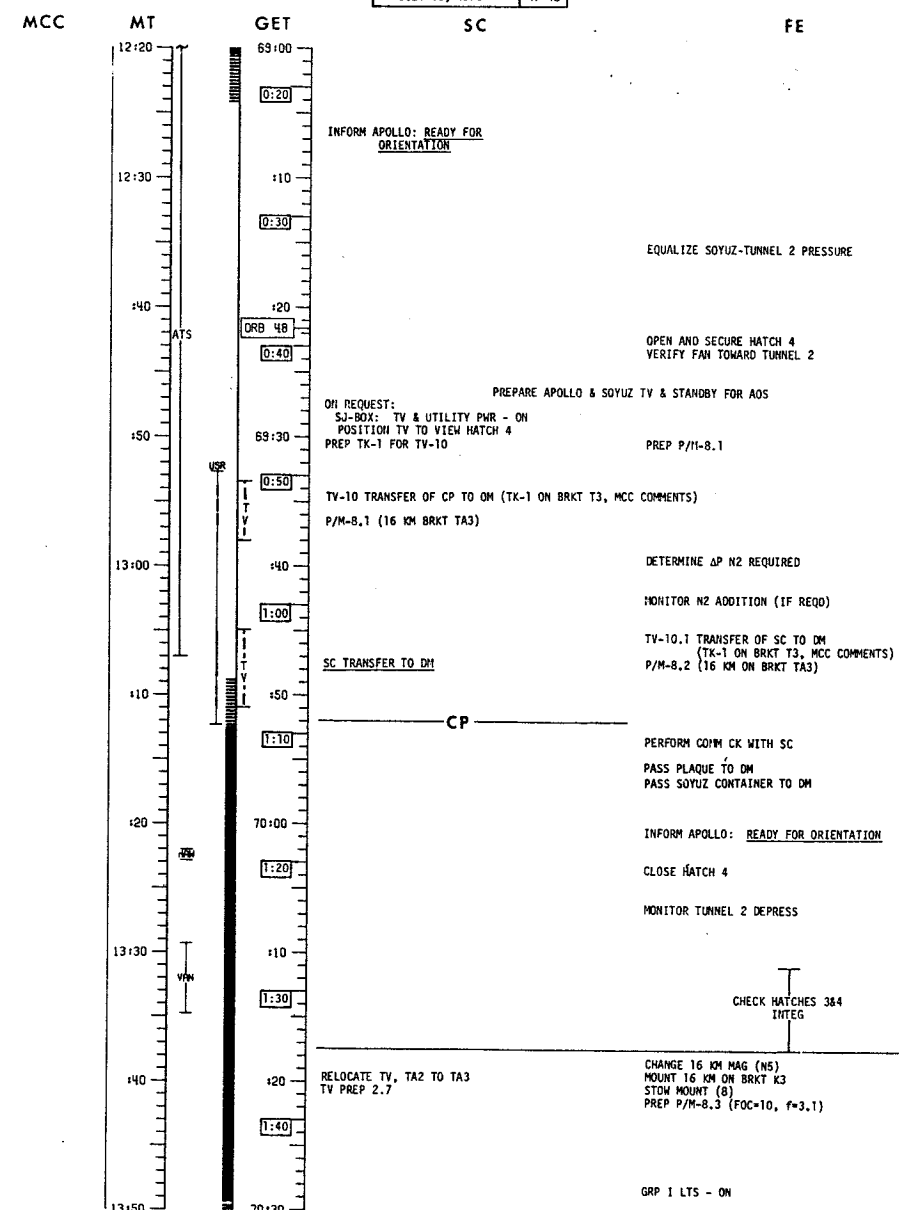 MCC MT GET SC FE
12:20 69:00
0:20
INFORM APOLLO: READY FOR
ORIENTATION
12:30 :10
0:30
EQUALIZE SOYUZ-TUNNEL 2 PRESSURE
:40 :20
ATS ORB 48
0:40
OPEN AND SECURE HATCH 4
VERIFY FAN TOWARD TUNNEL 2
PREPARE APOLLO & SOYUZ TV & STANDBY FOR AOS
ON REQUEST:
SJ-BOX: TV & UTILITY PWR - ON
POSITION TV TO VIEW HATCH 4
:50 69:30
PREP TK-1 FOR TV-10 PREP P/M-8.1
USR
0:50
TV
TV-10 TRANSFER OF CP TO OM (TK-1 ON BRKT T3, MCC COMMENTS)
P/M-8.1 (16 KM BRKT TA3)
13:00 :40
DETERMINE ΔP N2 REQUIRED
1:00
MONITOR N2 ADDITION (IF REQD)
TV
TV-10.1 TRANSFER OF SC TO DM
(TK-1 ON BRKT T3, MCC COMMENTS)
SC TRANSFER TO DM
P/M-8.2 (16 KM ON BRKT TA3)
:10 :50
CP
1:10
PERFORM COMM CK WITH SC
PASS PLAQUE TO DM
PASS SOYUZ CONTAINER TO DM
:20 70:00
INFORM APOLLO: READY FOR ORIENTATION
1:20
CLOSE HATCH 4
MONITOR TUNNEL 2 DEPRESS
13:30 :10
VAN
1:30
CHECK HATCHES 3&4
INTEG
RELOCATE TV, TA2 TO TA3
TV PREP 2.7
CHANGE 16 KM MAG (N5)
MOUNT 16 KM ON BRKT K3
STOW MOUNT (8)
PREP P/M-8.3 (FOC=10, f=3.1)
:40 :20
1:40
GRP I LTS - ON
13:50 70:30